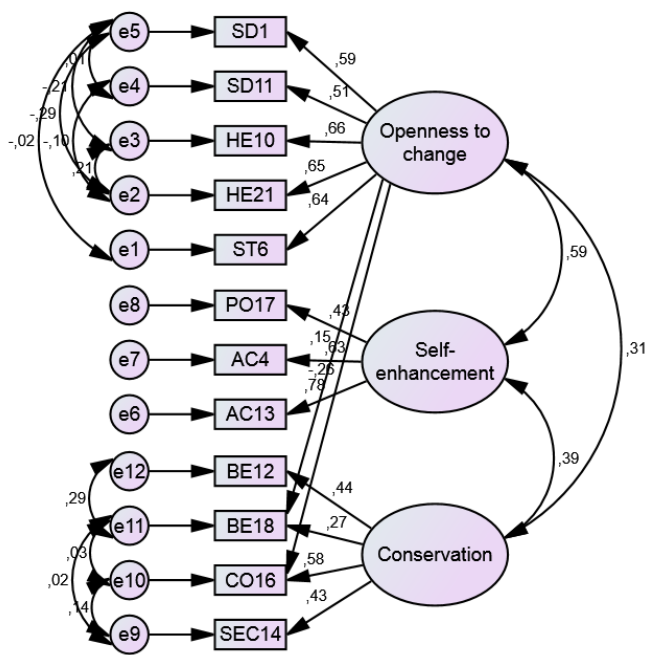 e5
SD1
,59
,01
e4
SD11
,51
-,21
Openness to
change
-,29
-,02
-,10
e3
HE10
,66
,21
,65
e2
HE21
,64
e1
ST6
,59
e8
PO17
,43
,15
,63
Self-
enhancement
,31
e7
AC4
-,26
,78
e6
AC13
,39
e12
BE12
,44
,29
e11
BE18
,27
,03
Conservation
,02
e10
CO16
,58
,14
,43
e9
SEC14